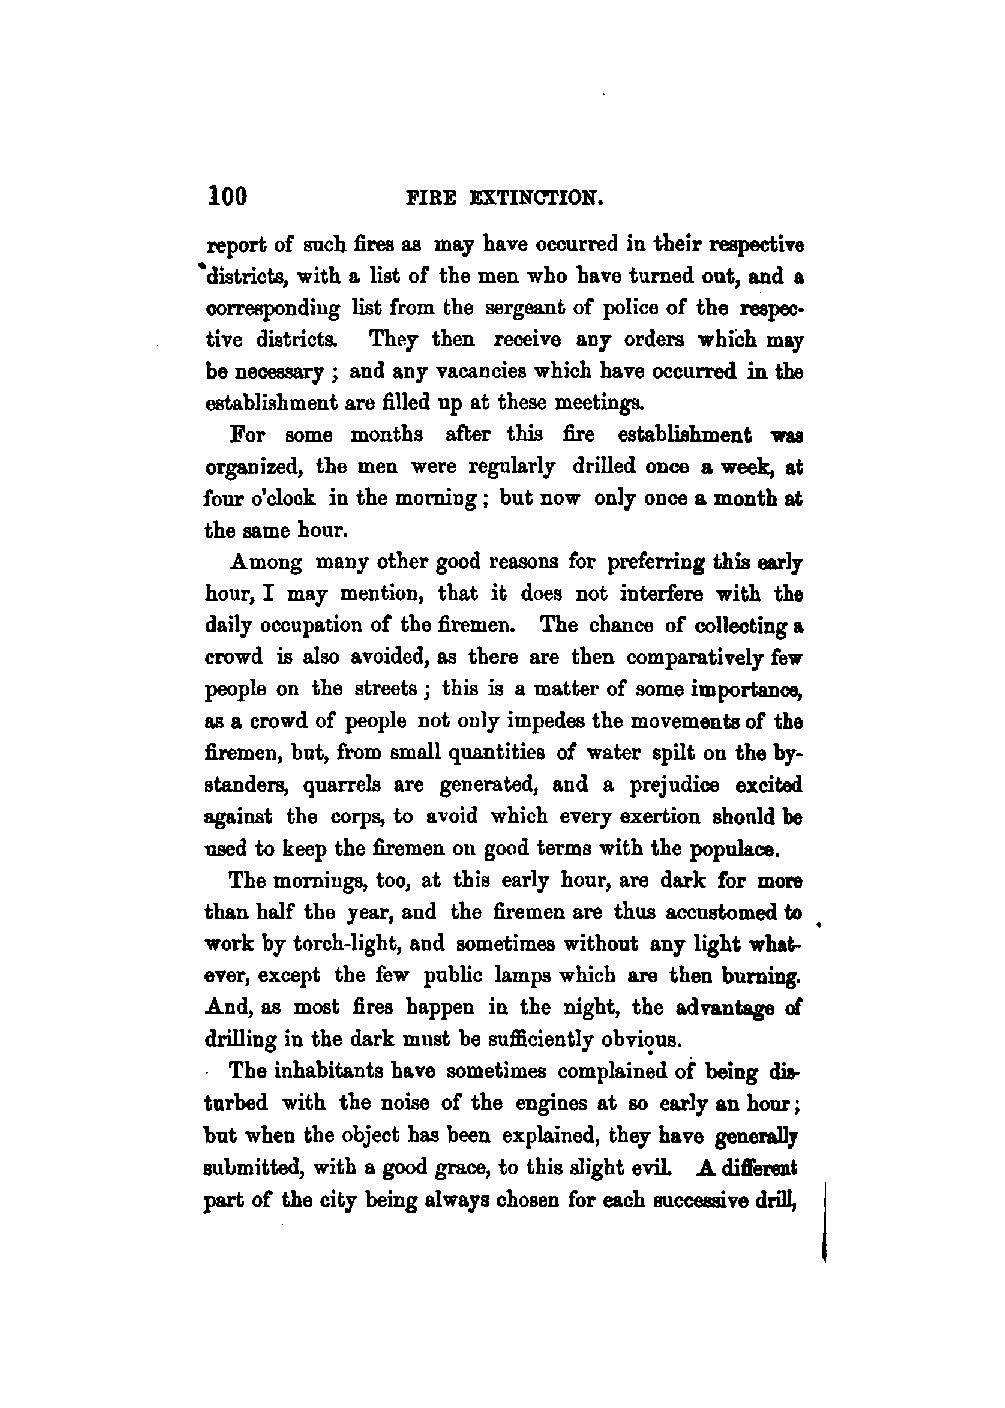 100 FIRE EXTINCTION.
report of such fires as may have occurred in their respective
districts, with a list of the men who have turned out, and a
corresponding list from the sergeant of police of the respec-
tive districts. They then receive any orders which may
be necessary ; and any vacancies which have occurred in the
establishment are filled up at these meetings.
For some months after this fire establishment was
organized, the men were regularly drilled once a week, at
four o'clock in the morning ; but now only once a month at
the same hour.
Among many other good reasons for preferring this early
hour, I may mention, that it does not interfere with the
daily occupation of the firemen. The chance of collecting a
crowd is also avoided, as there are then comparatively few
people on the streets ; this is a matter of some importance,
as a crowd of people not only impedes the movements of the
firemen, but, from small quantities of water spilt on the by-
standers, quarrels are generated, and a prejudice excited
against the corps, to avoid which every exertion should be
used to keep the firemen on good terms with the populace.
The mornings, too, at this early hour, are dark for more
than half the year, and the firemen are thus accustomed to
work by torch-light, and sometimes without any light what-
ever, except the few public lamps which are then burning.
And, as most fires happen in the night, the advantage of
drilling in the dark must be sufficiently obvious.
The inhabitants have sometimes complained of being dis-
turbed with the noise of the engines at so early an hour ;
but when the object has been explained, they have generally
submitted, with a good grace, to this slight evil. A different
part of the city being always chosen for each successive drill,